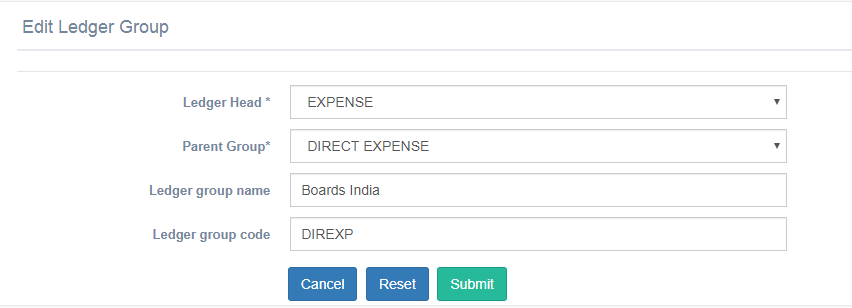 Edit Ledger Group
Ledger Head * EXPENSE
Parent Group* DIRECT EXPENSE
Ledger group name Boards India
Ledger group code DIREXP
Cancel Reset Submit